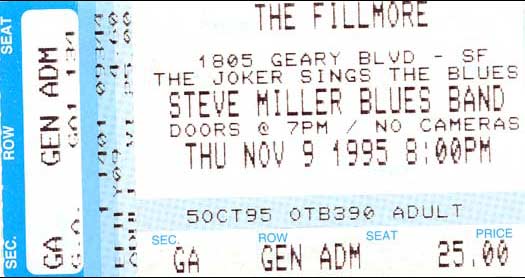 THE FILLMORE
1805 GEARY BLVD - SF
THE JOKER SINGS THE BLUES
STEVE MILLER BLUES BAND
DOORS @ 7PM / NO CAMERAS
THU NOV 9 1995 8:00PM
5OCT95 OTB390 ADULT
SEC. ROW SEAT PRICE
GA GEN ADM 25.00
SEC. ROW SEAT
GA GEN ADM